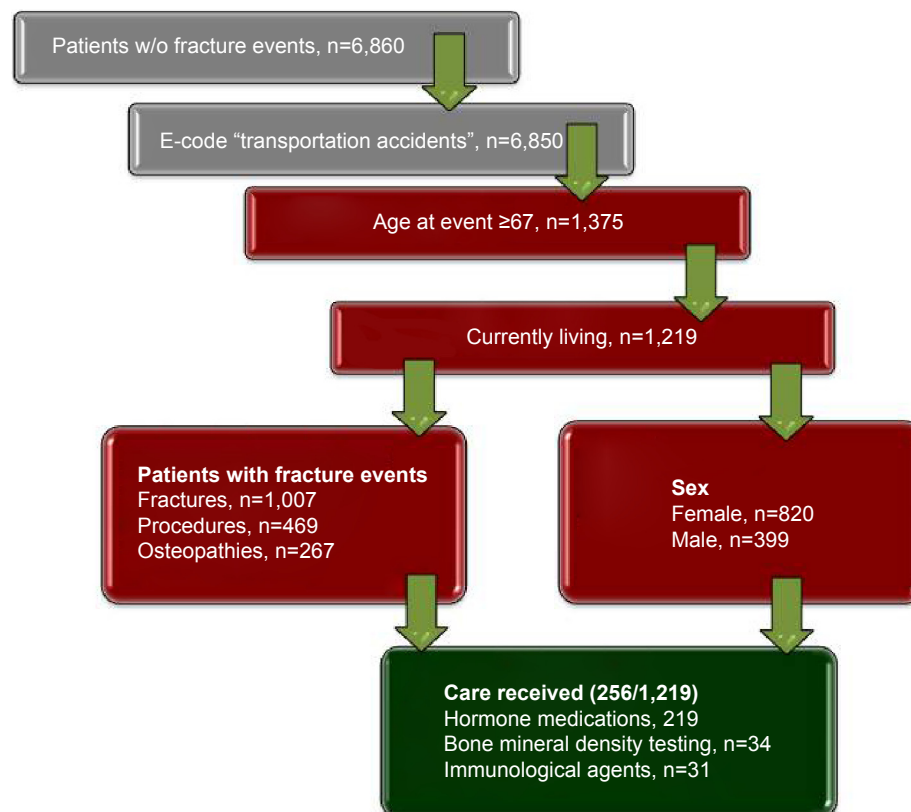 Patients w/o fracture events, n=6,860
E-code “transportation accidents”, n=6,850
Age at event ≥67, n=1,375
Currently living, n=1,219
Patients with fracture events
Fractures, n=1,007
Procedures, n=469
Osteopathies, n=267
Sex
Female, n=820
Male, n=399
Care received (256/1,219)
Hormone medications, 219
Bone mineral density testing, n=34
Immunological agents, n=31